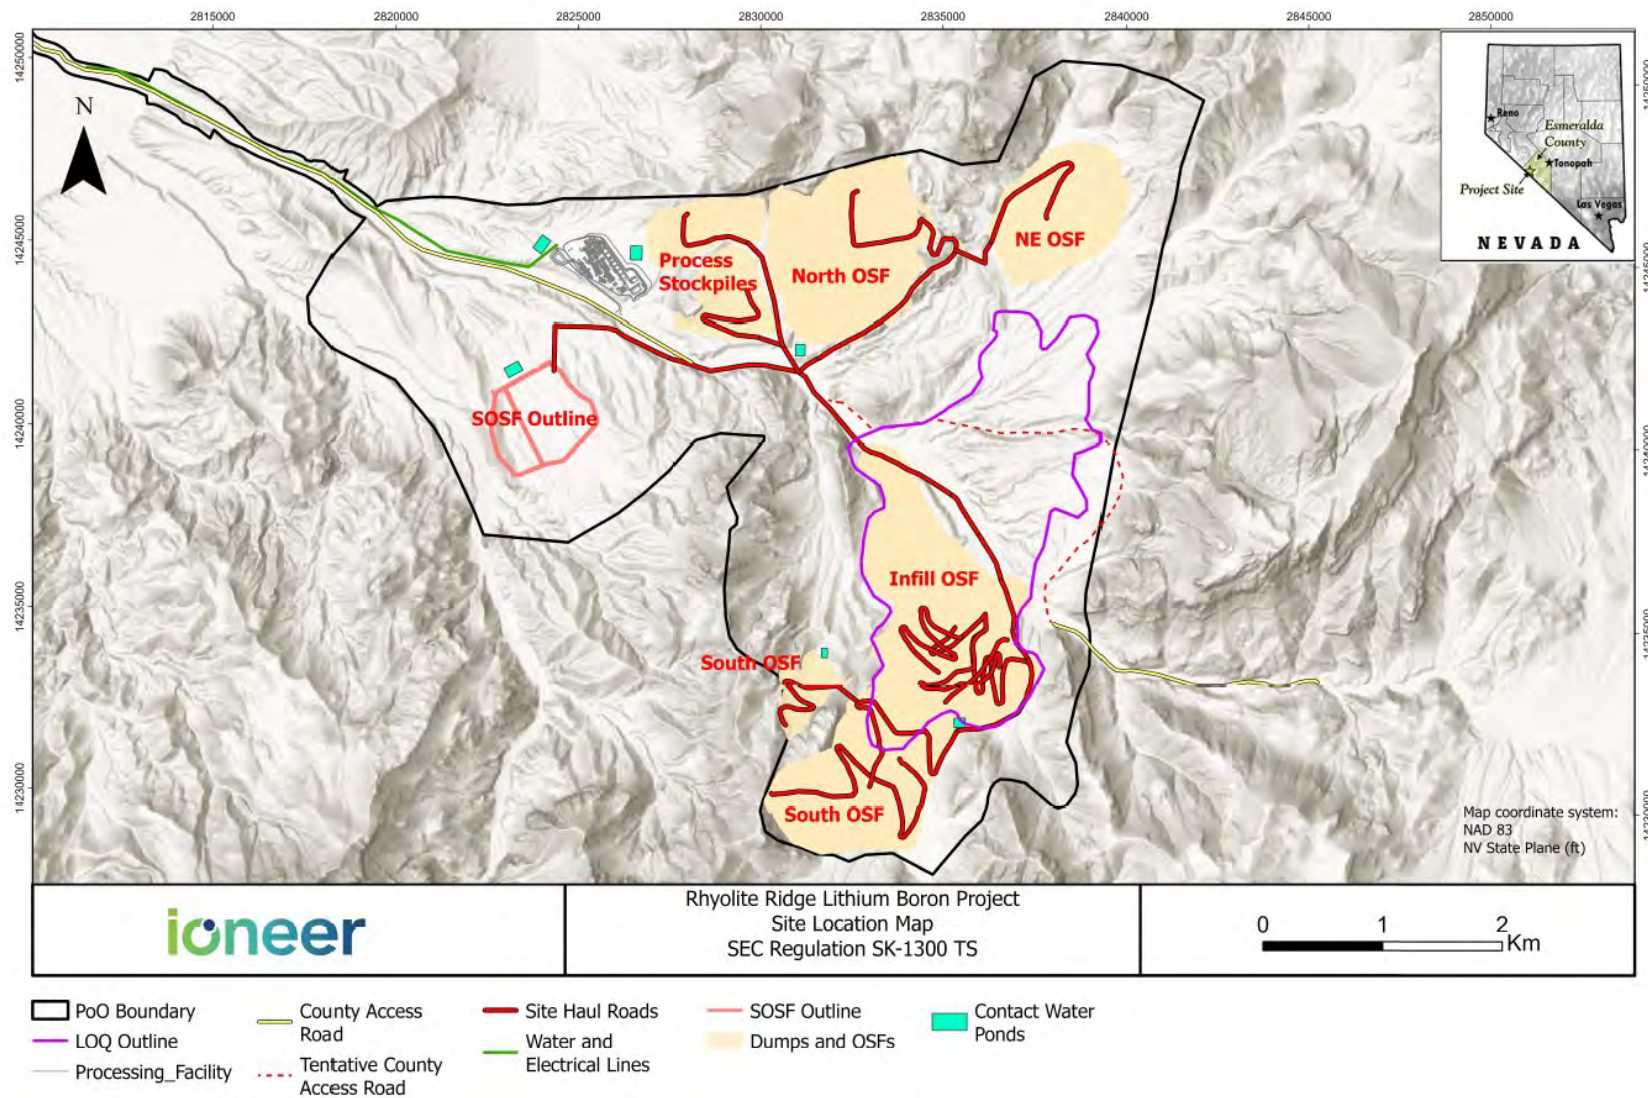 2815000 2820000 2825000 2830000 2835000 2840000 2845000 2850000
14250000
14245000
14240000
14235000
14230000
N
Reno
Esmeralda
County
Tonopah
Project Site
Las Vegas
NEVADA
NE OSF
Process
Stockpiles
North OSF
SOSF Outline
Infill OSF
South OSF
South OSF
Map coordinate system:
NAD 83
NV State Plane (ft)
ioneer
Rhyolite Ridge Lithium Boron Project
Site Location Map
SEC Regulation SK-1300 TS
0 1 2
Km
PoO Boundary
LOQ Outline
Processing_Facility
County Access
Road
Tentative County
Access Road
Site Haul Roads
Water and
Electrical Lines
SOSF Outline
Dumps and OSFs
Contact Water
Ponds